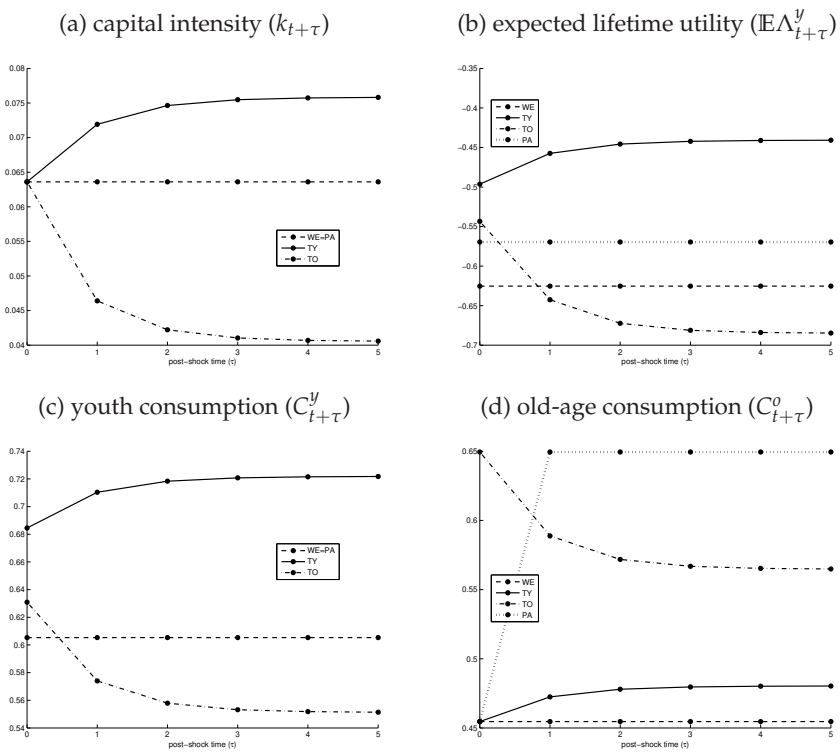 (a) capital intensity (k_{t+τ})
0.08
0.075
0.07
0.065
0.06
0.055
0.05
0.045
0.04
WE=PA
TY
TO
0 1 2 3 4 5
post−shock time (τ)
(b) expected lifetime utility (𝔼Λ^y_{t+τ})
−0.35
−0.4
−0.45
−0.5
−0.55
−0.6
−0.65
−0.7
WE
TY
TO
PA
0 1 2 3 4 5
post−shock time (τ)
(c) youth consumption (C^y_{t+τ})
0.74
0.72
0.7
0.68
0.66
0.64
0.62
0.6
0.58
0.56
0.54
WE=PA
TY
TO
0 1 2 3 4 5
post−shock time (τ)
(d) old-age consumption (C^o_{t+τ})
0.65
0.6
0.55
0.5
0.45
WE
TY
TO
PA
0 1 2 3 4 5
post−shock time (τ)